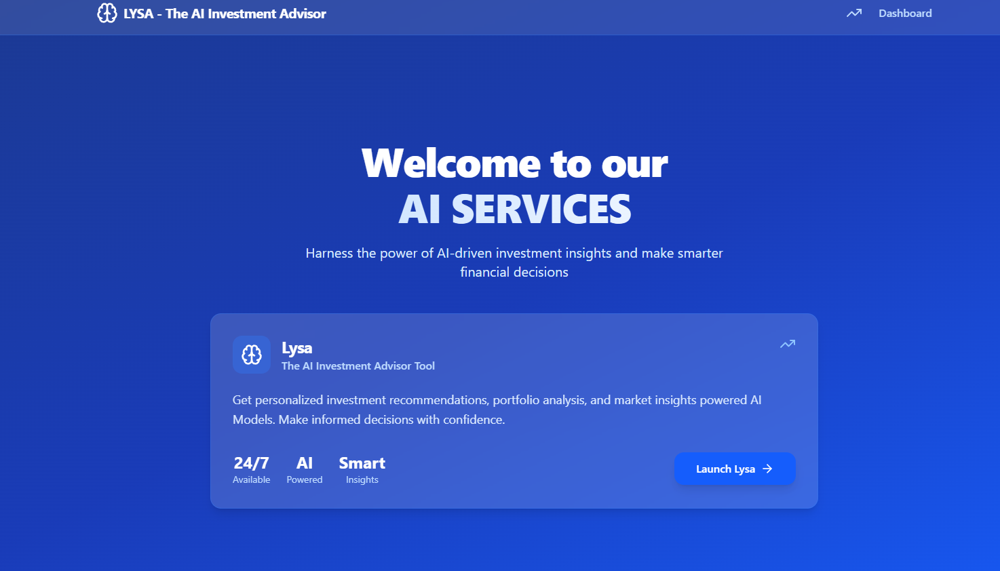 LYSA - The AI Investment Advisor
Dashboard
Welcome to our
AI SERVICES
Harness the power of AI-driven investment insights and make smarter
financial decisions
Lysa
The AI Investment Advisor Tool
Get personalized investment recommendations, portfolio analysis, and market insights powered AI
Models. Make informed decisions with confidence.
24/7
Available
AI
Powered
Smart
Insights
Launch Lysa